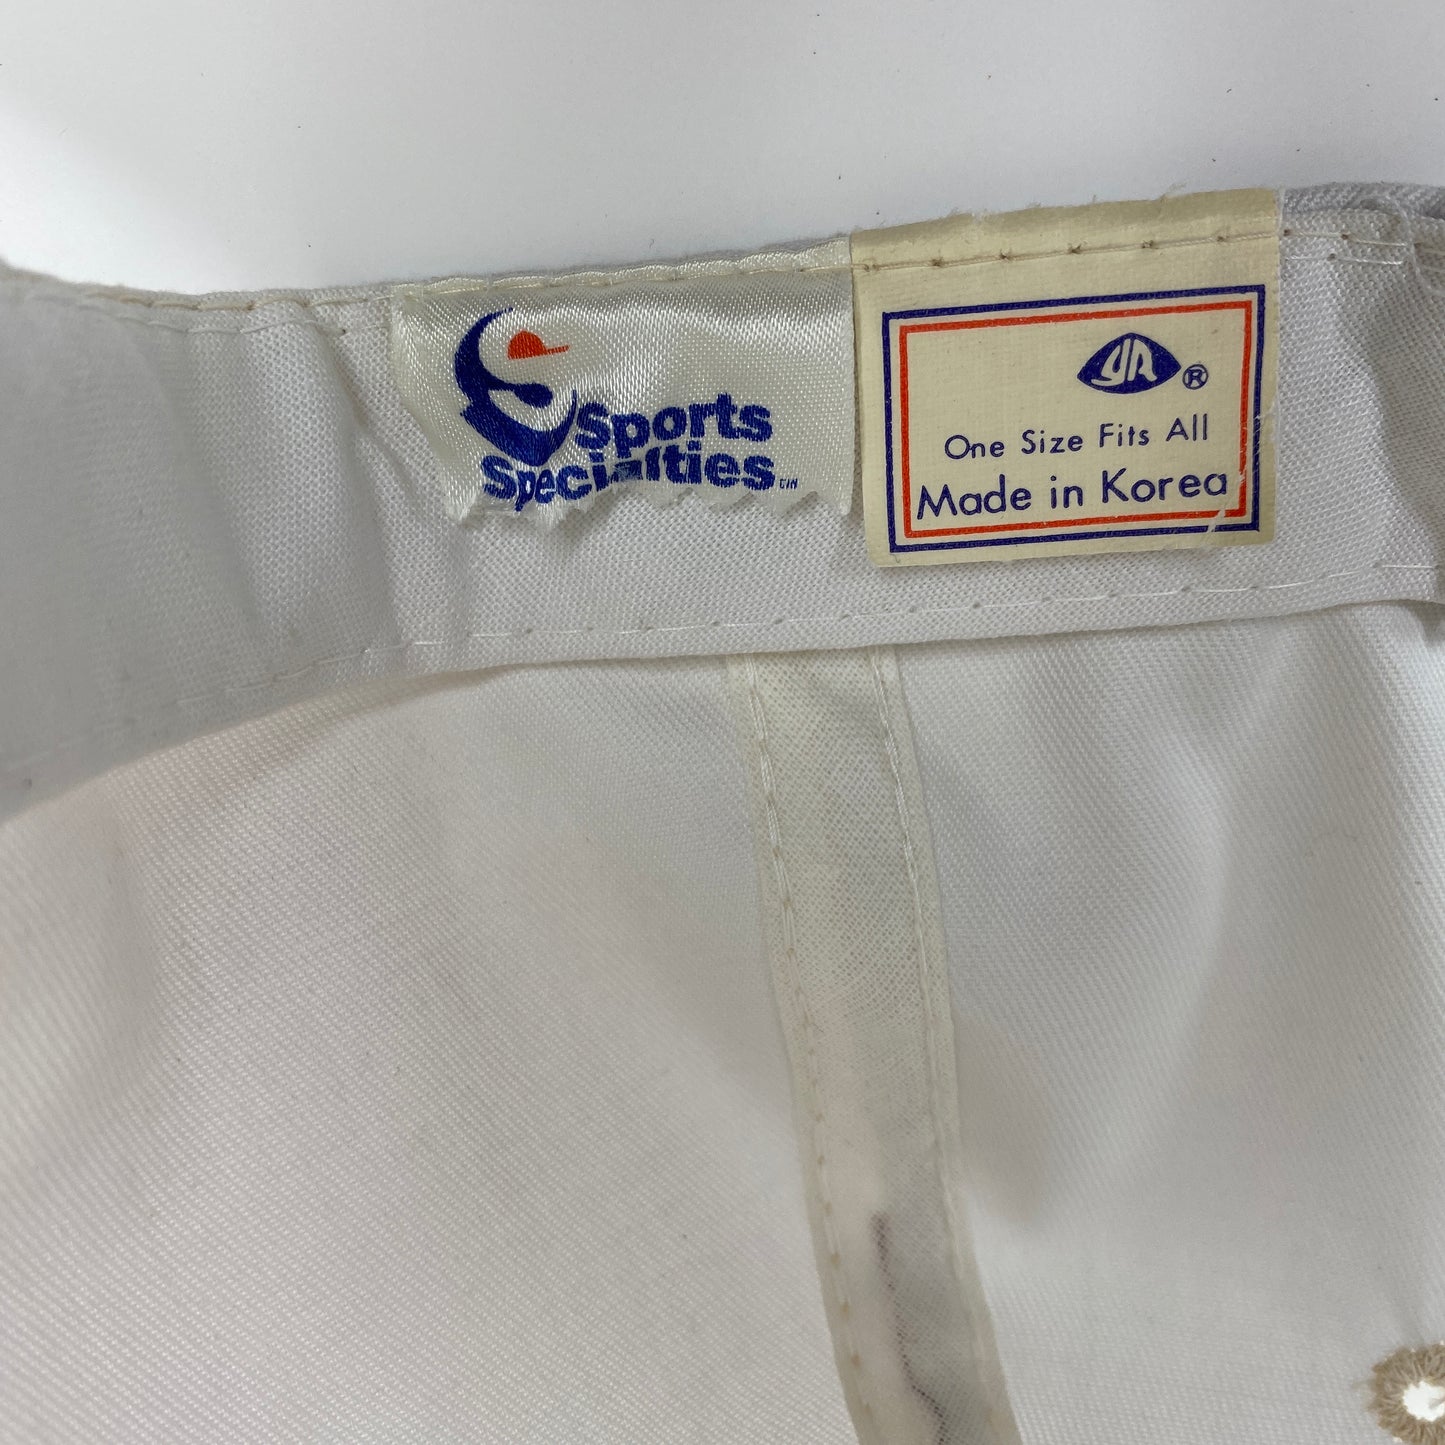 Sports
Specialties
YA ®
One Size Fits All
Made in Korea